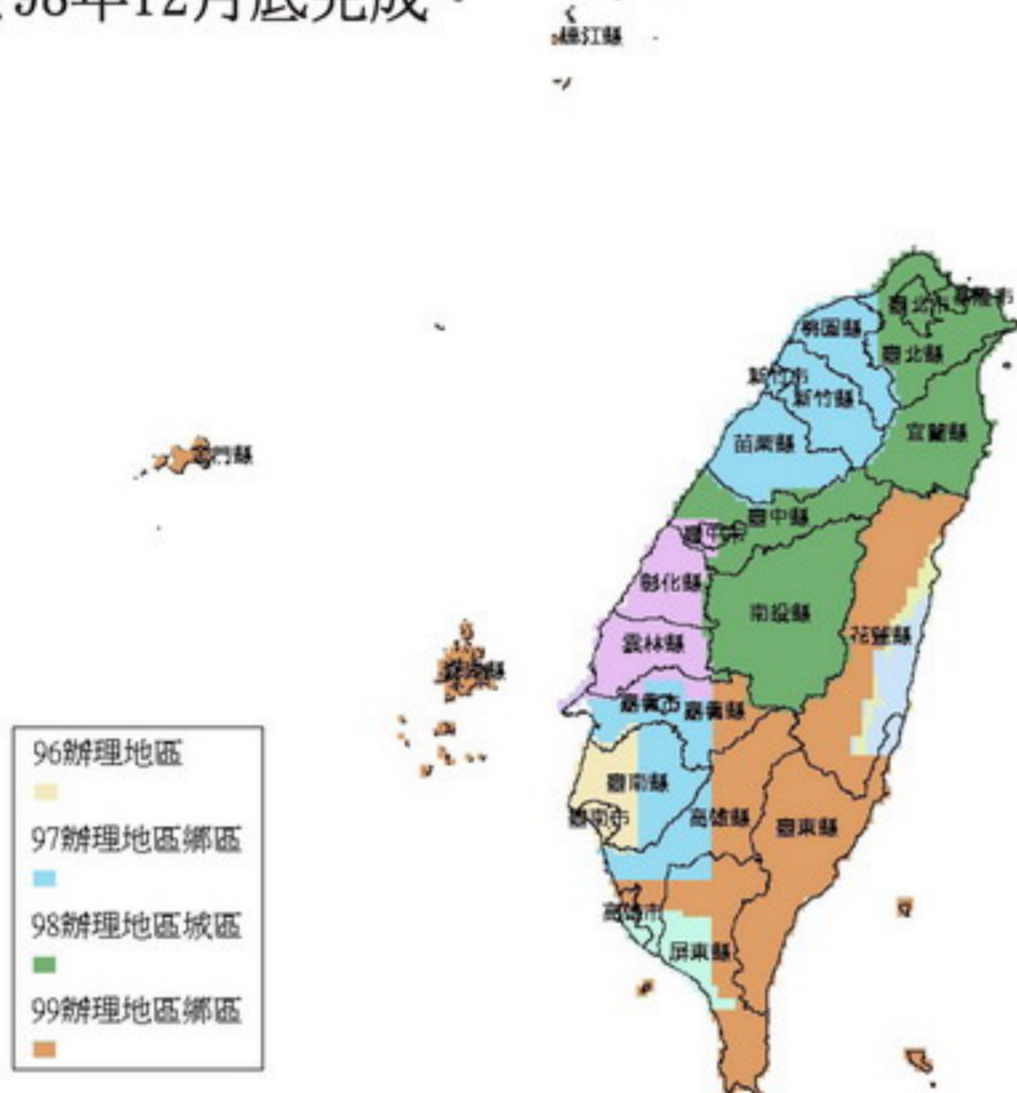 98年12月底完成。
連江縣
基隆市
臺北市
桃園縣
臺北縣
新竹市
新竹縣
宜蘭縣
苗栗縣
金門縣
臺中縣
臺中市
彰化縣
南投縣
花蓮縣
雲林縣
澎湖縣
嘉義市
嘉義縣
臺南縣
臺南市
高雄縣
臺東縣
高雄市
屏東縣
96辦理地區
97辦理地區鄉區
98辦理地區城區
99辦理地區鄉區